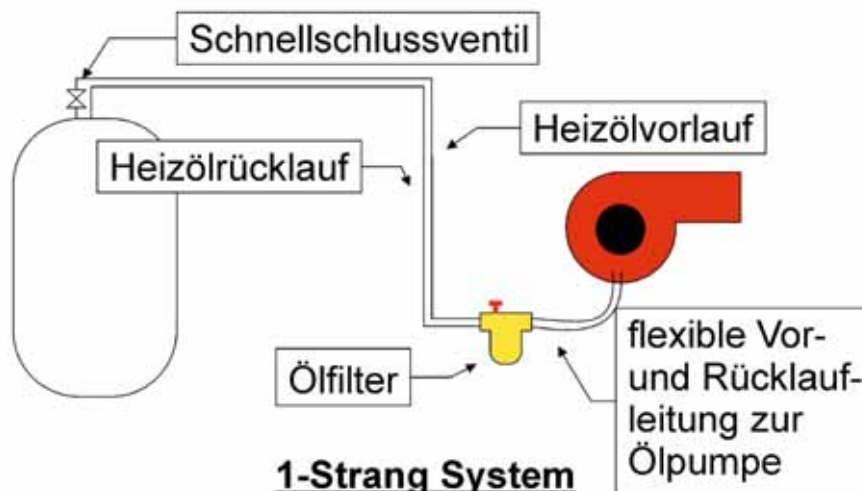 Schnellschlussventil
Heizölvorlauf
Heizölrücklauf
Ölfilter
flexible Vor-
und Rücklauf-
leitung zur
Ölpumpe
1-Strang System